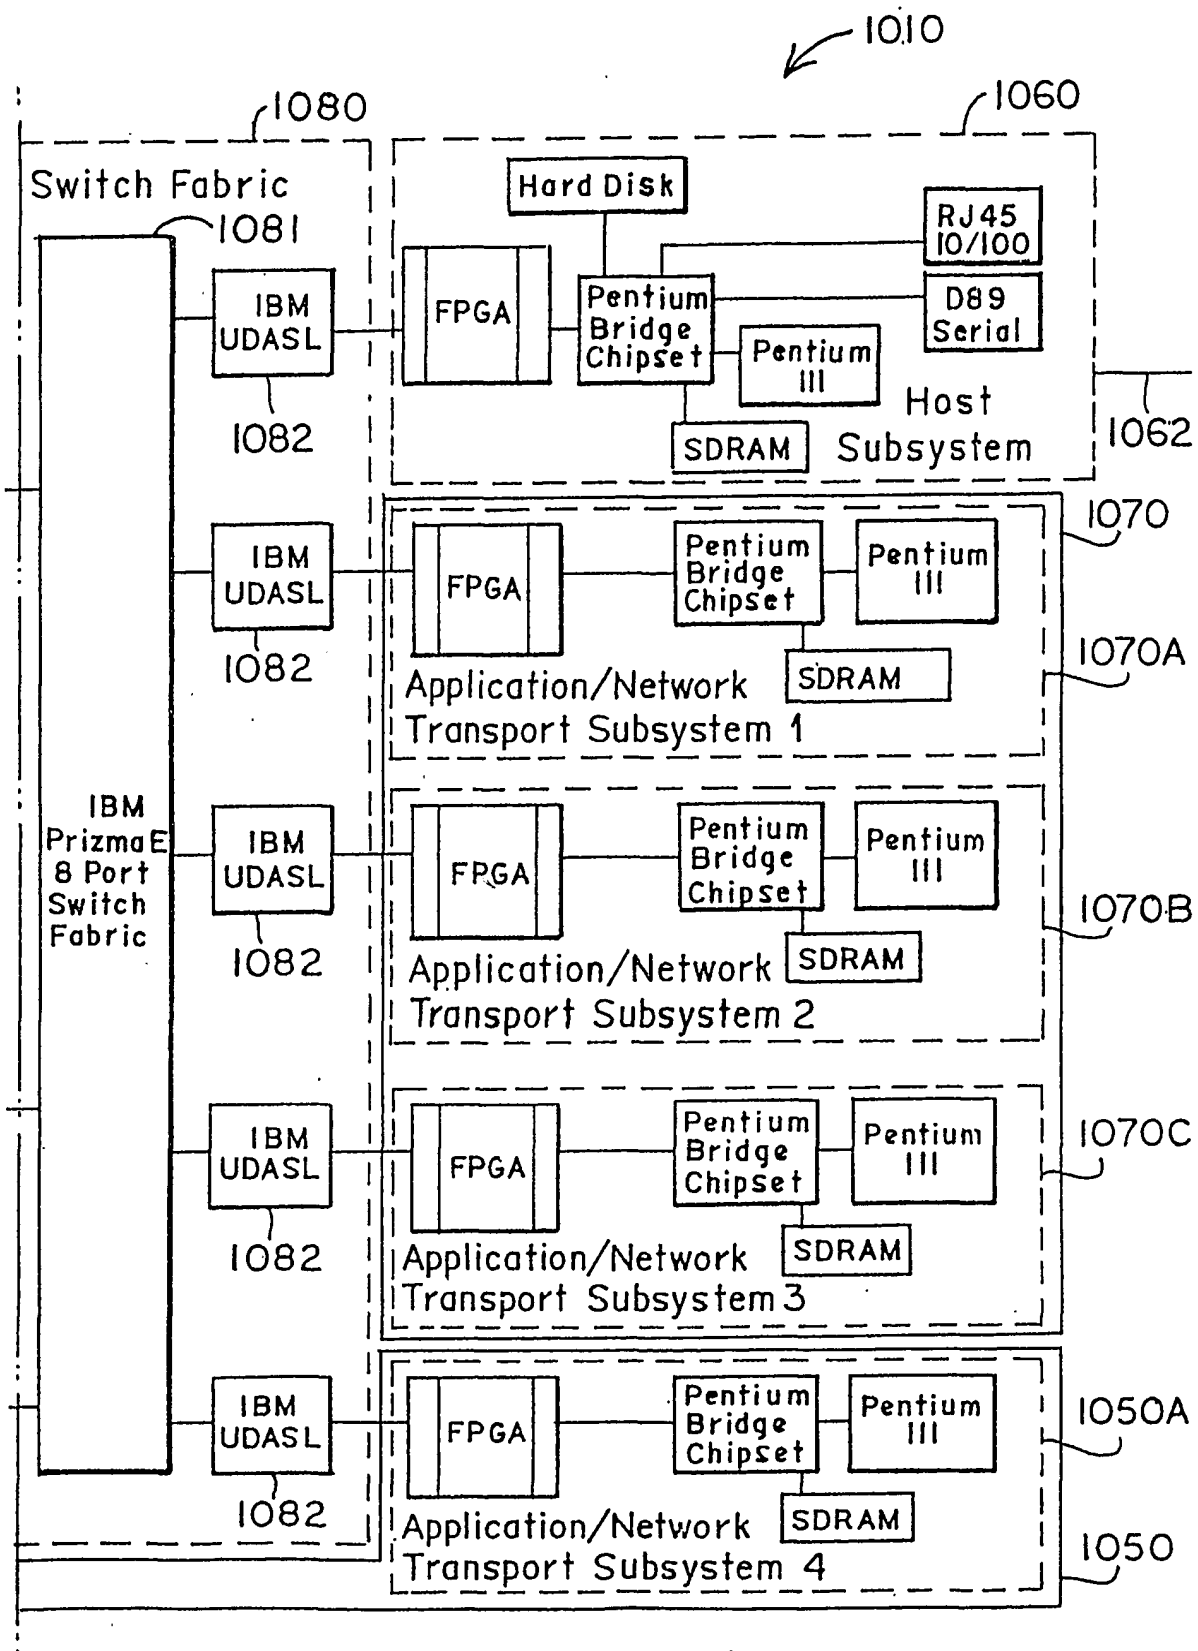 1010
1080
1060
Switch Fabric
1081
Hard Disk
RJ45
10/100
D89
Serial
IBM
UDASL
FPGA
Pentium
Bridge
Chipset
Pentium
III
1082
SDRAM
Host
Subsystem
1062
1070
IBM
UDASL
FPGA
Pentium
Bridge
Chipset
Pentium
III
1082
SDRAM
1070A
Application/Network
Transport Subsystem 1
IBM
PrizmaE
8 Port
Switch
Fabric
IBM
UDASL
FPGA
Pentium
Bridge
Chipset
Pentium
III
1070B
1082
SDRAM
Application/Network
Transport Subsystem 2
IBM
UDASL
FPGA
Pentium
Bridge
Chipset
Pentium
III
1070C
1082
SDRAM
Application/Network
Transport Subsystem 3
IBM
UDASL
FPGA
Pentium
Bridge
Chipset
Pentium
III
1050A
1082
SDRAM
Application/Network
Transport Subsystem 4
1050